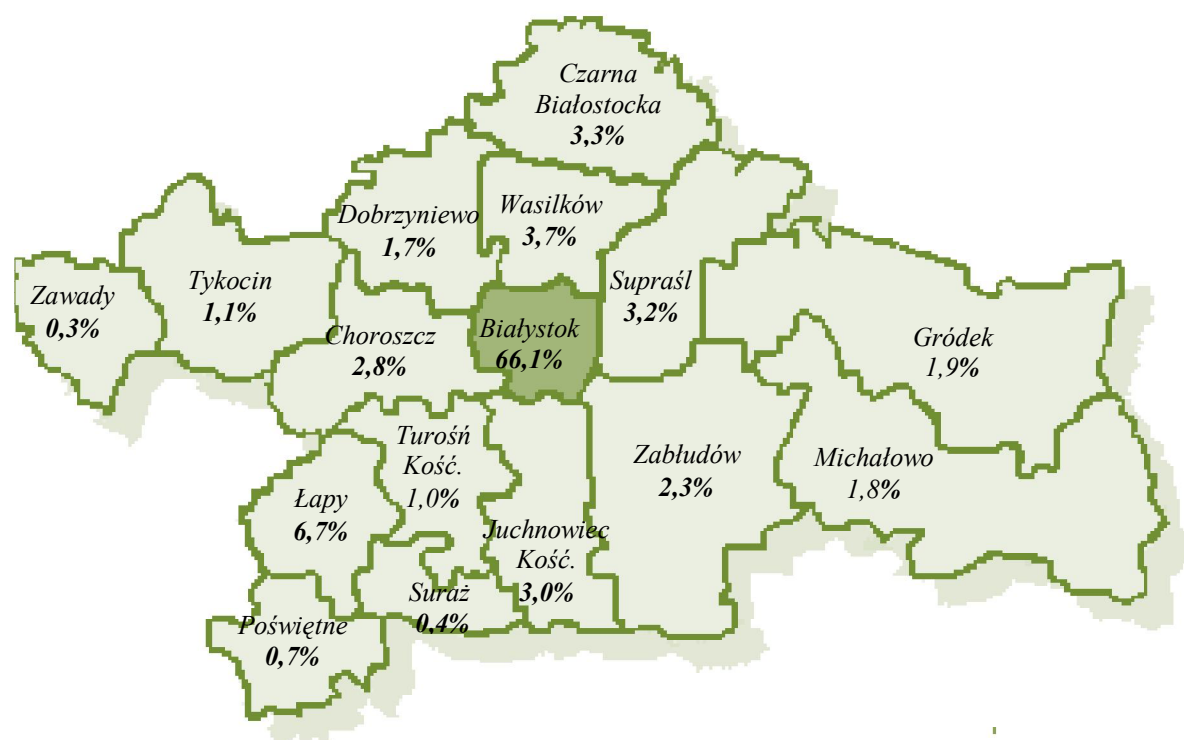 Czarna
Białostocka
3,3%
Dobrzyniewo
1,7%
Wasilków
3,7%
Tykocin
1,1%
Zawady
0,3%
Supraśl
3,2%
Choroszcz
2,8%
Białystok
66,1%
Gródek
1,9%
Turośń
Kość.
1,0%
Zabłudów
2,3%
Michałowo
1,8%
Łapy
6,7%
Juchnowiec
Kość.
3,0%
Suraż
0,4%
Poświętne
0,7%